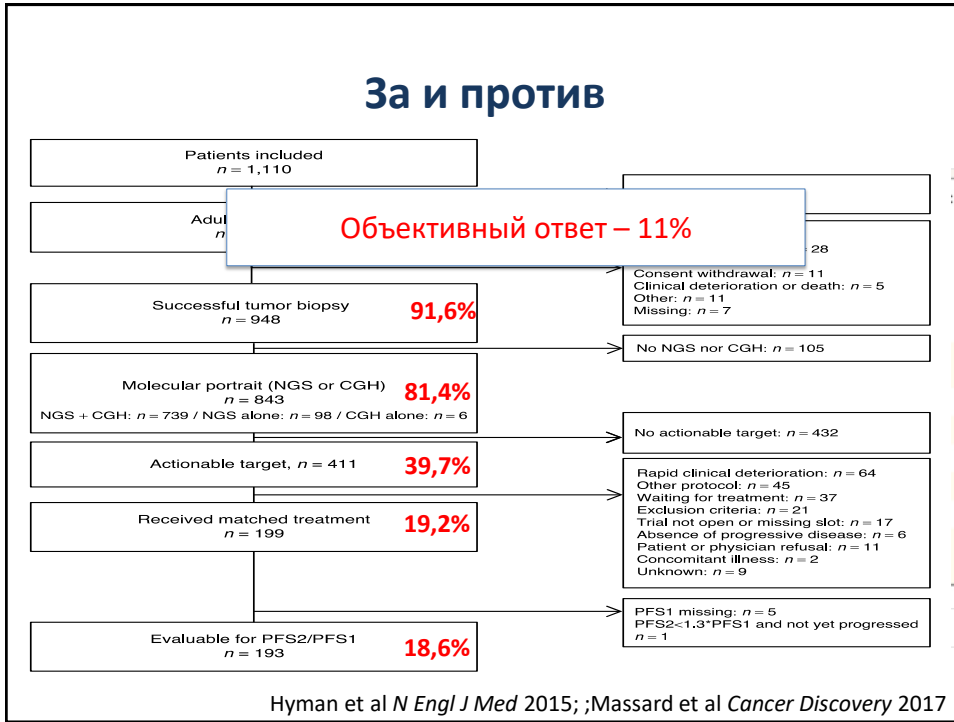 За и против
Patients included
n = 1,110
Объективный ответ – 11%
28
Consent withdrawal: n = 11
Clinical deterioration or death: n = 5
Other: n = 11
Missing: n = 7
Successful tumor biopsy
n = 948
91,6%
No NGS nor CGH: n = 105
Molecular portrait (NGS or CGH)
n = 843
NGS + CGH: n = 739 / NGS alone: n = 98 / CGH alone: n = 6
81,4%
No actionable target: n = 432
Actionable target, n = 411
39,7%
Rapid clinical deterioration: n = 64
Other protocol: n = 45
Waiting for treatment: n = 37
Exclusion criteria: n = 21
Trial not open or missing slot: n = 17
Absence of progressive disease: n = 6
Patient or physician refusal: n = 11
Concomitant illness: n = 2
Unknown: n = 9
Received matched treatment
n = 199
19,2%
PFS1 missing: n = 5
PFS2<1.3*PFS1 and not yet progressed
n = 1
Evaluable for PFS2/PFS1
n = 193
18,6%
Hyman et al N Engl J Med 2015; ;Massard et al Cancer Discovery 2017